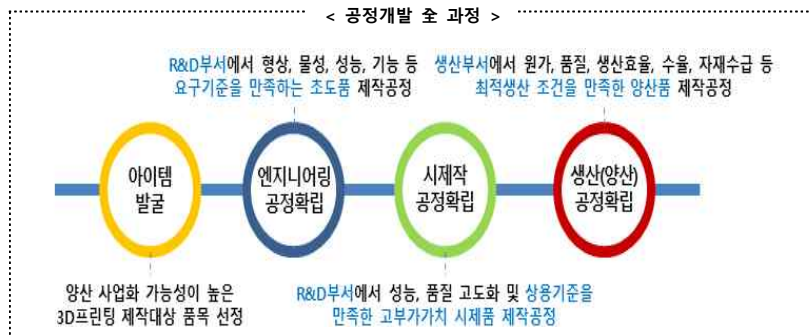 < 공정개발 全 과정 >
R&D부서에서 형상, 물성, 성능, 기능 등
요구기준을 만족하는 초도품 제작공정
생산부서에서 원가, 품질, 생산효율, 수율, 자재수급 등
최적생산 조건을 만족한 양산품 제작공정
아이템
발굴
엔지니어링
공정확립
시제작
공정확립
생산(양산)
공정확립
양산 사업화 가능성이 높은
3D프린팅 제작대상 품목 선정
R&D부서에서 성능, 품질 고도화 및 상용기준을
만족한 고부가가치 시제품 제작공정